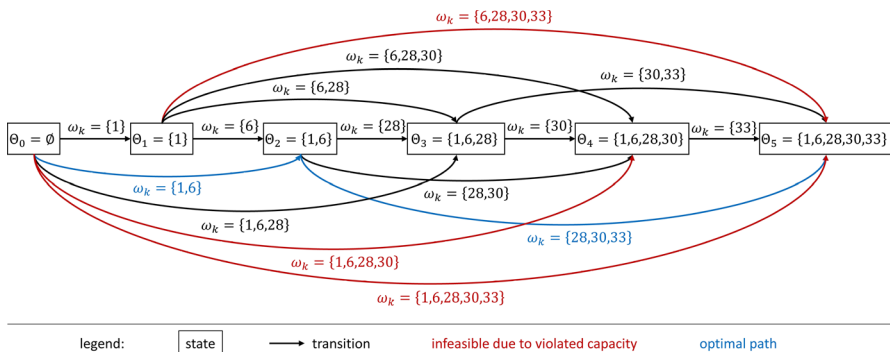 ω_k = {6,28,30,33}
ω_k = {6,28,30}
ω_k = {30,33}
ω_k = {6,28}
Θ_0 = ∅
ω_k = {1}
Θ_1 = {1}
ω_k = {6}
Θ_2 = {1,6}
ω_k = {28}
Θ_3 = {1,6,28}
ω_k = {30}
Θ_4 = {1,6,28,30}
ω_k = {33}
Θ_5 = {1,6,28,30,33}
ω_k = {1,6}
ω_k = {28,30}
ω_k = {1,6,28}
ω_k = {28,30,33}
ω_k = {1,6,28,30}
ω_k = {1,6,28,30,33}
legend: state transition infeasible due to violated capacity optimal path